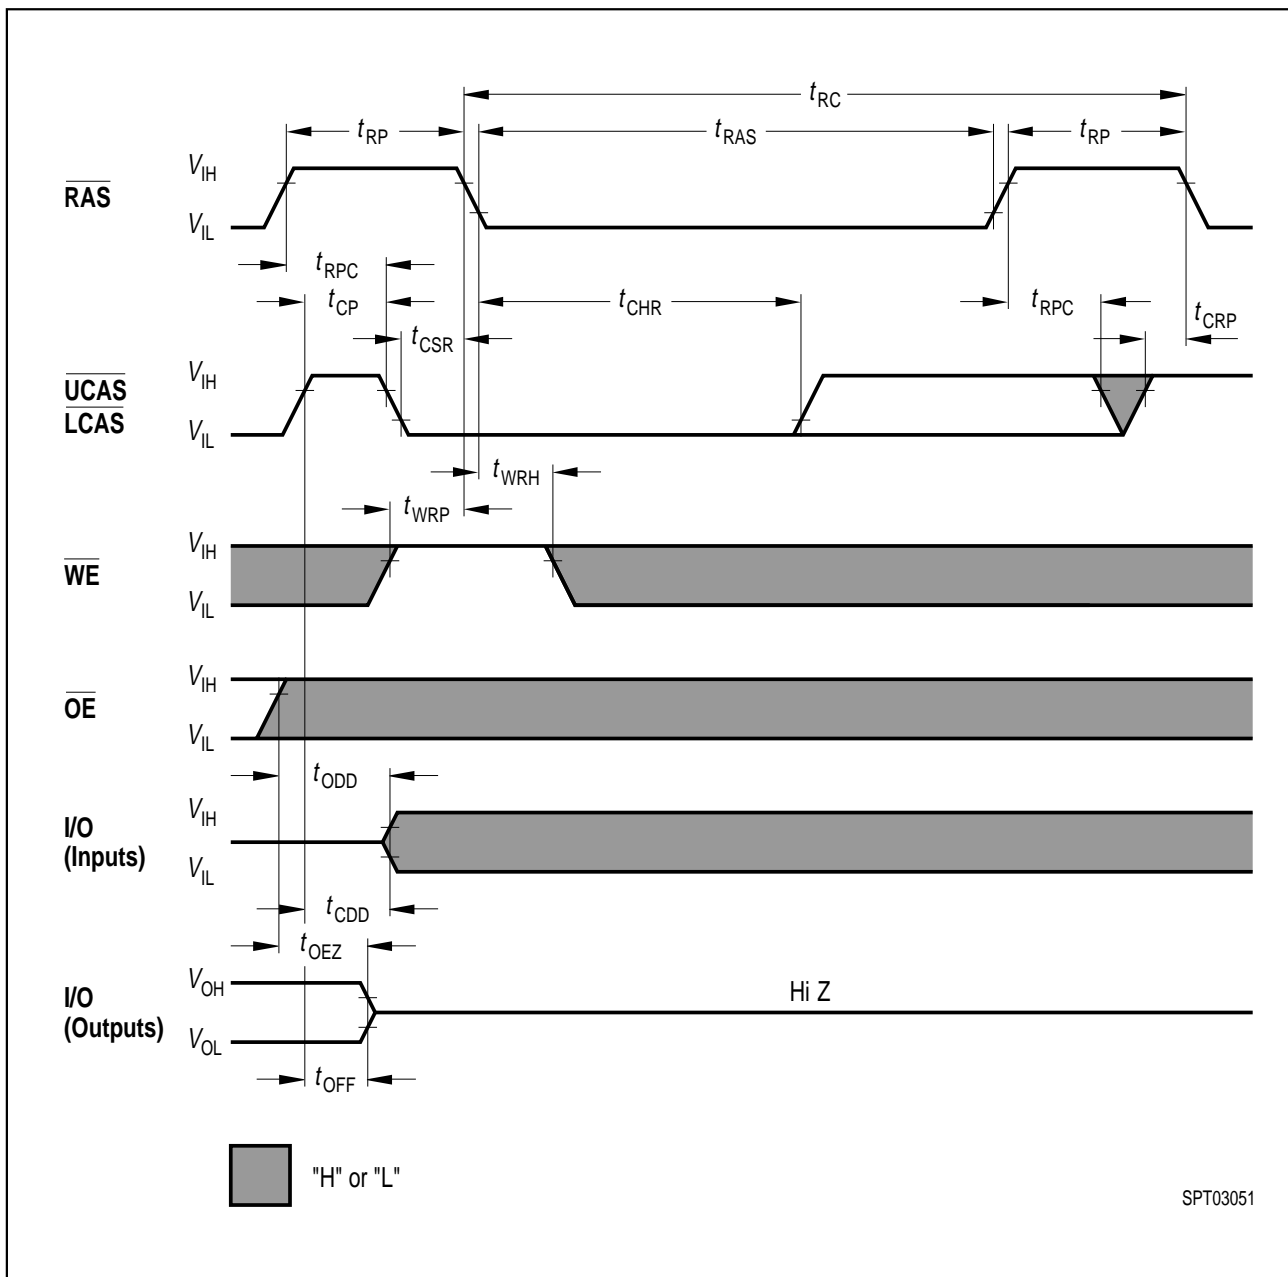 tRC
tRP tRAS tRP
RAS VIH
VIL
tRPC
tCP tCHR tRPC tCRP
tCSR
UCAS VIH
LCAS VIL
tWRH
tWRP
WE VIH
VIL
OE VIH
VIL
tODD
I/O VIH
(Inputs) VIL
tCDD
tOEZ
I/O VOH Hi Z
(Outputs) VOL
tOFF
"H" or "L"
SPT03051